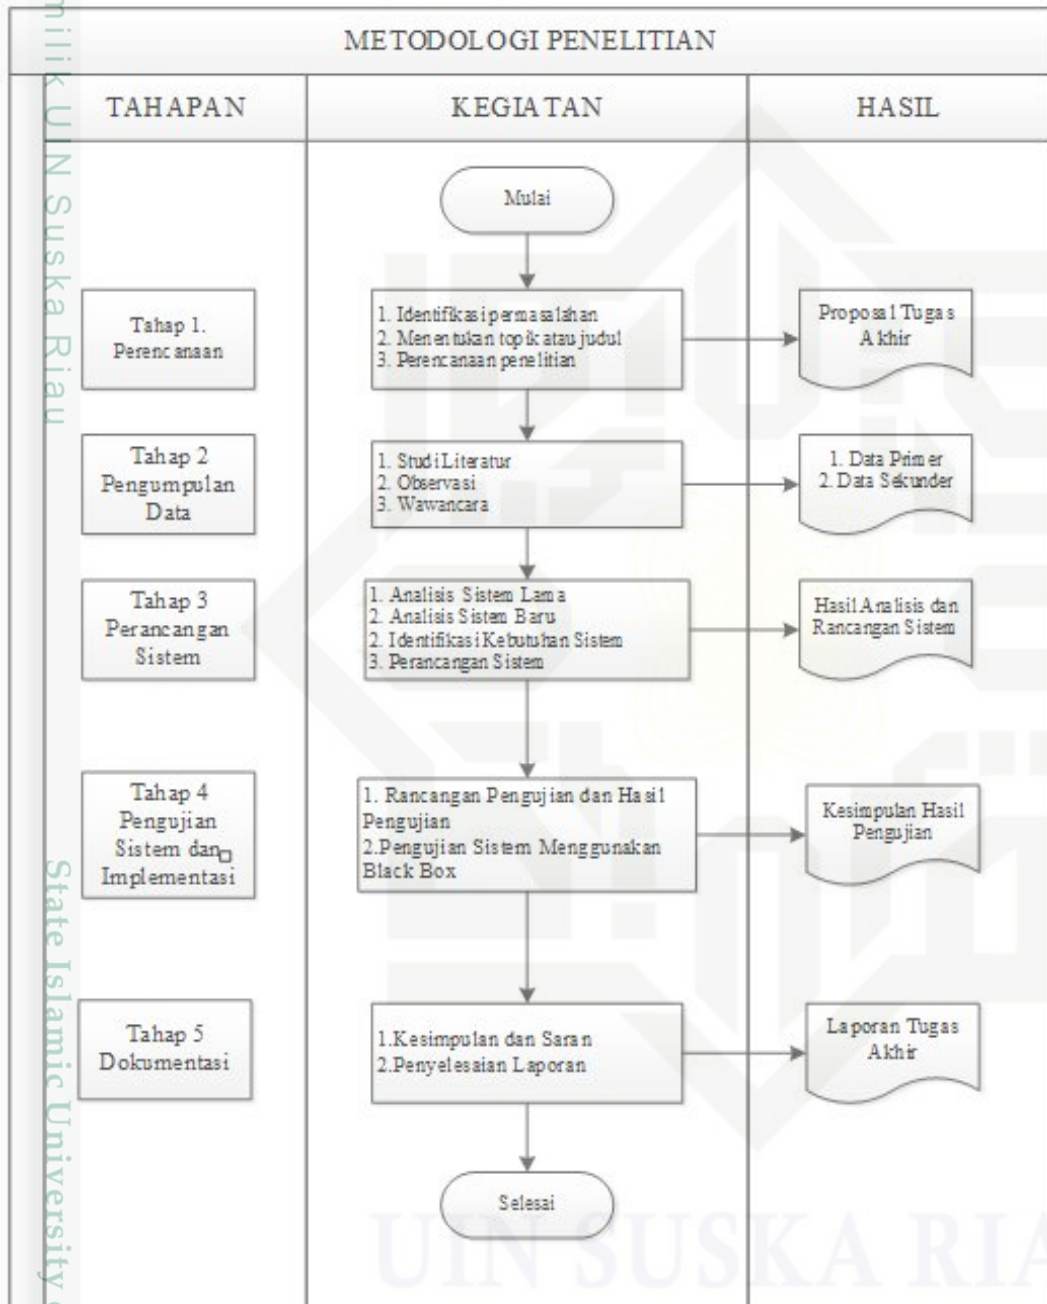 METODOLOGI PENELITIAN
TAHAPAN
KEGIATAN
HASIL
Mulai
Tahap 1.
Perencanaan
1. Identifikasi permasalahan
2. Menentukan topik atau judul
3. Perencanaan penelitian
Proposal Tugas
Akhir
Tahap 2
Pengumpulan
Data
1. Studi Literatur
2. Observasi
3. Wawancara
1. Data Primer
2. Data Sekunder
Tahap 3
Perancangan
Sistem
1. Analisis Sistem Lama
2. Analisis Sistem Baru
2. Identifikasi Kebutuhan Sistem
3. Perancangan Sistem
Hasil Analisis dan
Rancangan Sistem
Tahap 4
Pengujian
Sistem dan
Implementasi
1. Rancangan Pengujian dan Hasil
Pengujian
2.Pengujian Sistem Menggunakan
Black Box
Kesimpulan Hasil
Pengujian
Tahap 5
Dokumentasi
1.Kesimpulan dan Saran
2.Penyelesaian Laporan
Laporan Tugas
Akhir
Selesai
milik UIN Suska Riau
State Islamic University
UIN SUSKA RIA